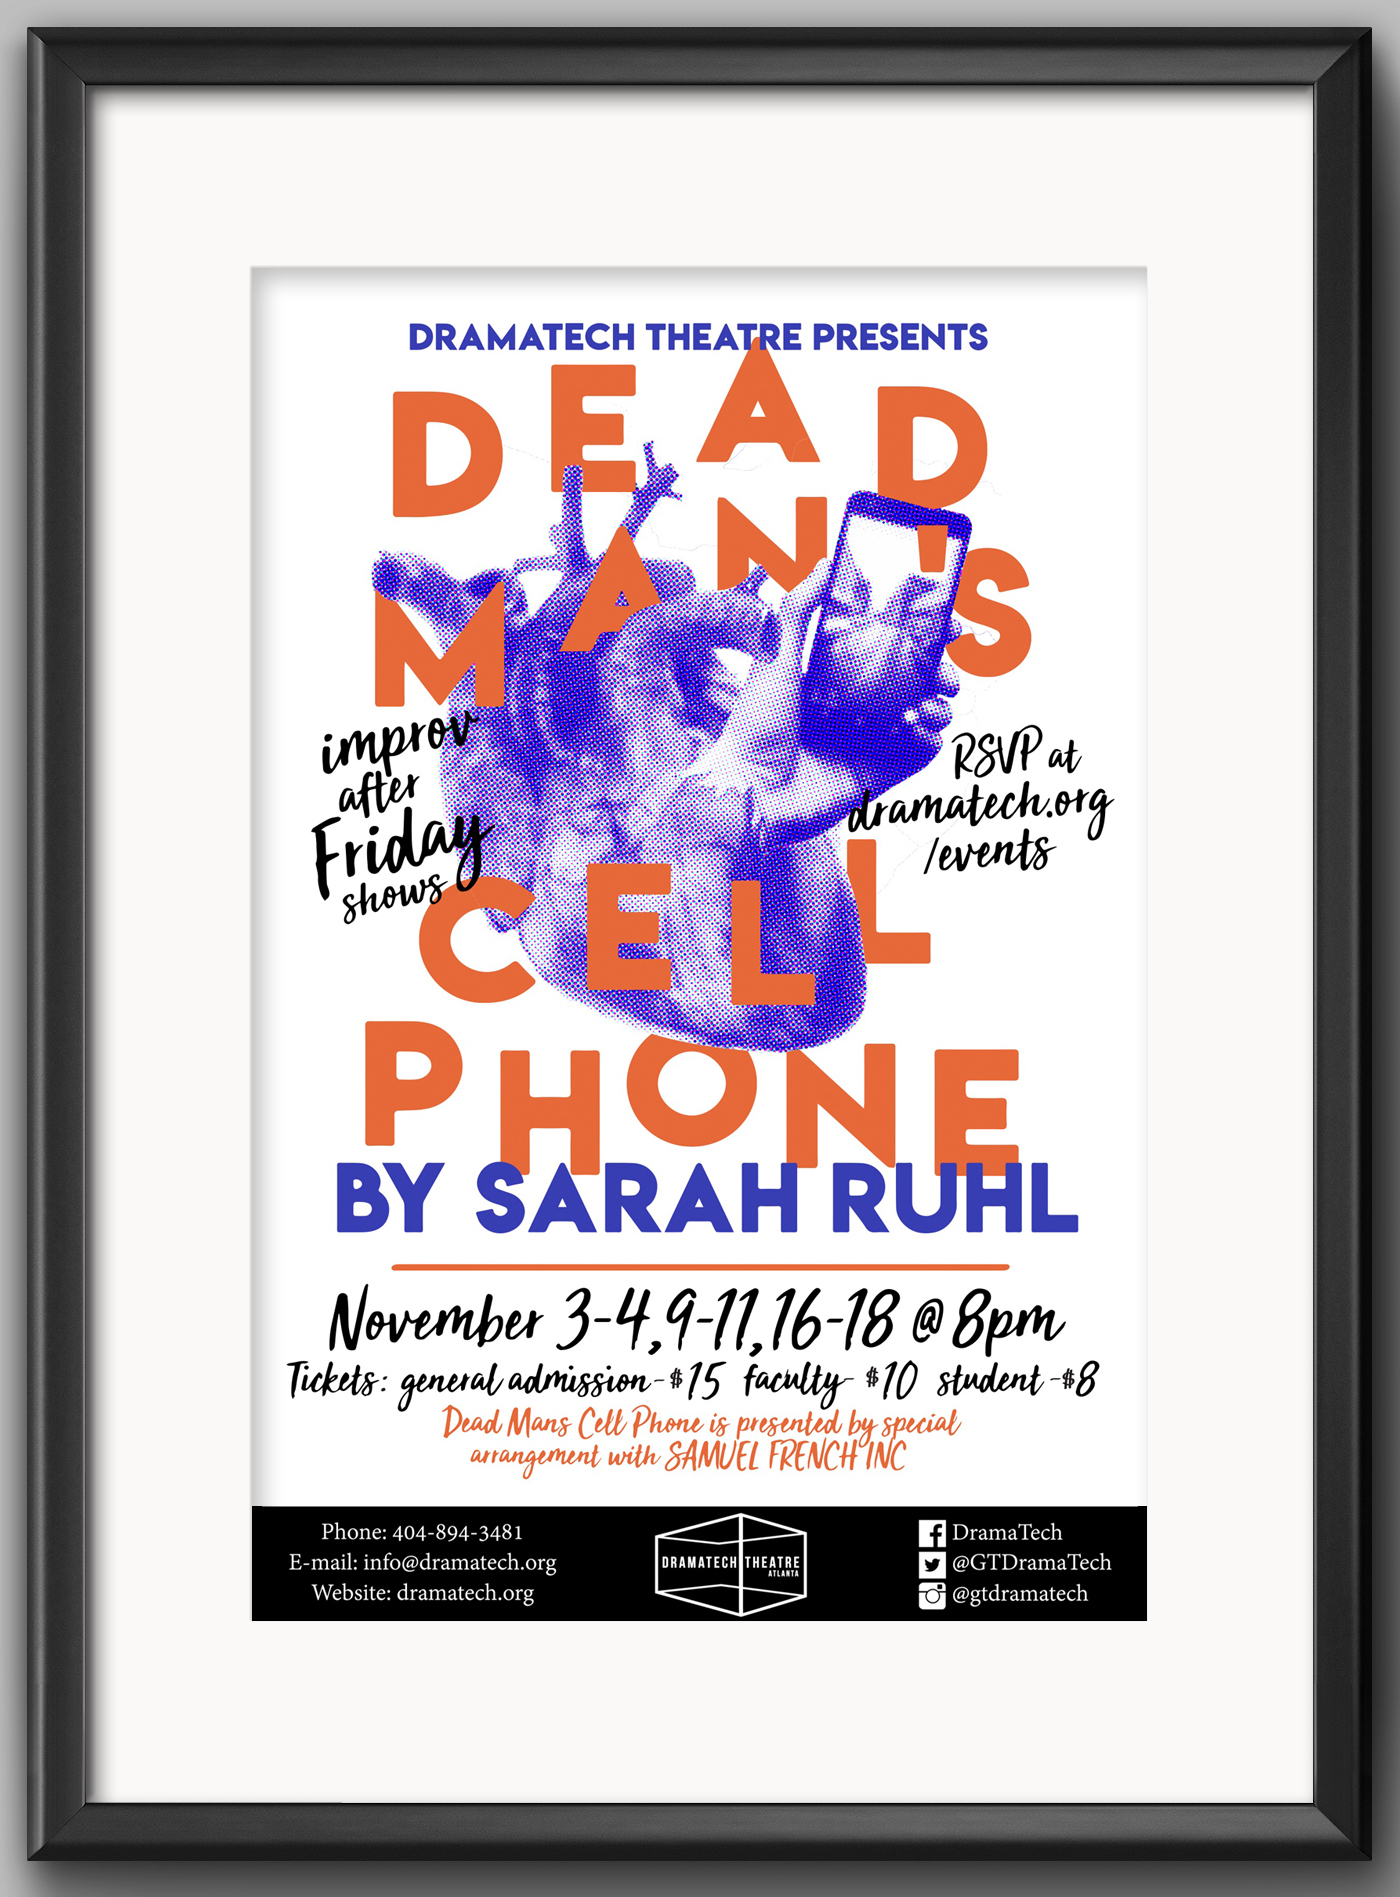 DRAMATECH THEATRE PRESENTS
DEAD
MAN'S
improv
after
Friday
shows
RSVP at
dramatech.org
/events
CELL
PHONE
BY SARAH RUHL
November 3-4,9-11,16-18 @ 8pm
Tickets: general admission-$15 faculty- $10 student-$8
Dead Mans Cell Phone is presented by special
arrangement with SAMUEL FRENCH INC
Phone: 404-894-3481
E-mail: info@dramatech.org
Website: dramatech.org
DRAMATECH THEATRE
ATLANTA
DramaTech
@GTDramaTech
@gtdramatech